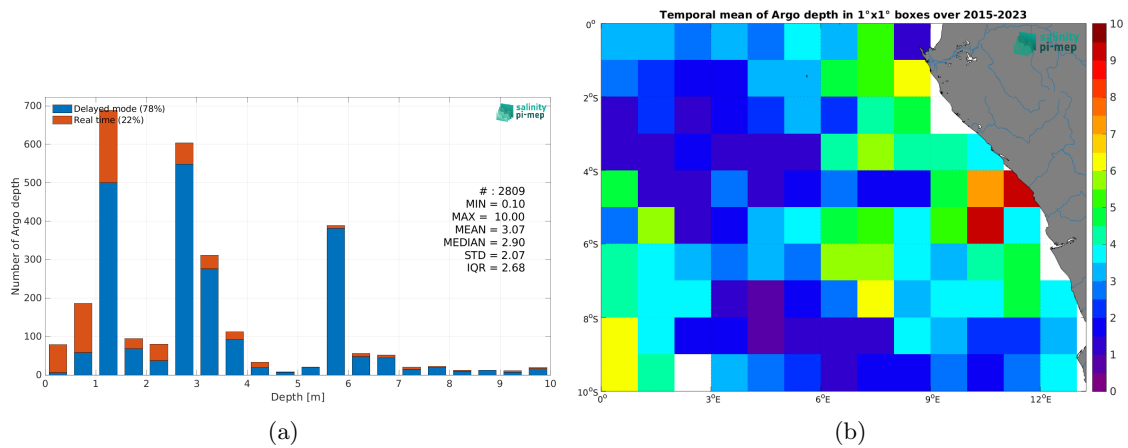 Temporal mean of Argo depth in 1°x1° boxes over 2015-2023
Number of Argo depth
700
600
500
400
300
200
100
0
Delayed mode (78%)
Real time (22%)
salinity
pi-mep
# : 2809
MIN = 0.10
MAX = 10.00
MEAN = 3.07
MEDIAN = 2.90
STD = 2.07
IQR = 2.68
0 1 2 3 4 5 6 7 8 9 10
Depth [m]
(a)
0°
2°S
4°S
6°S
8°S
10°S
0° 3°E 6°E 9°E 12°E
salinity
pi-mep
10
9
8
7
6
5
4
3
2
1
0
(b)